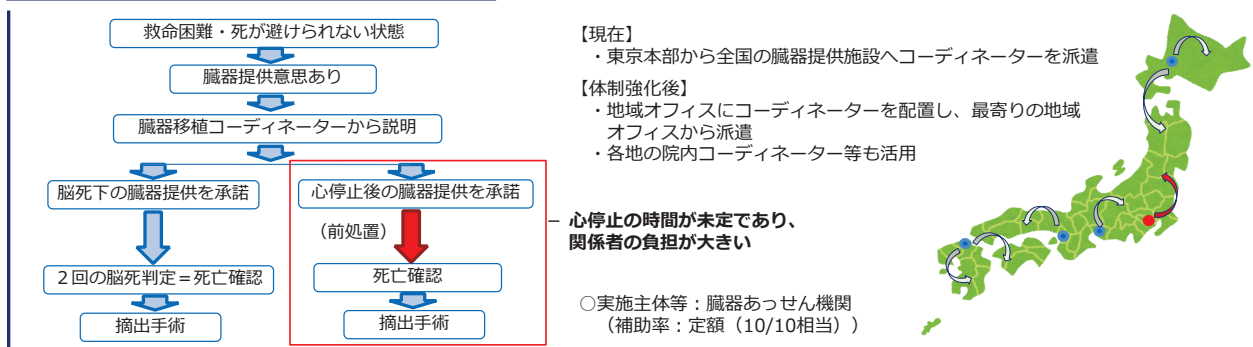 救命困難・死が避けられない状態
臓器提供意思あり
臓器移植コーディネーターから説明
脳死下の臓器提供を承諾
２回の脳死判定＝死亡確認
摘出手術
心停止後の臓器提供を承諾
（前処置）
死亡確認
摘出手術
－ 心停止の時間が未定であり、
関係者の負担が大きい
【現在】
・東京本部から全国の臓器提供施設へコーディネーターを派遣
【体制強化後】
・地域オフィスにコーディネーターを配置し、最寄りの地域
オフィスから派遣
・各地の院内コーディネーター等も活用
○実施主体等：臓器あっせん機関
（補助率：定額（10/10相当））